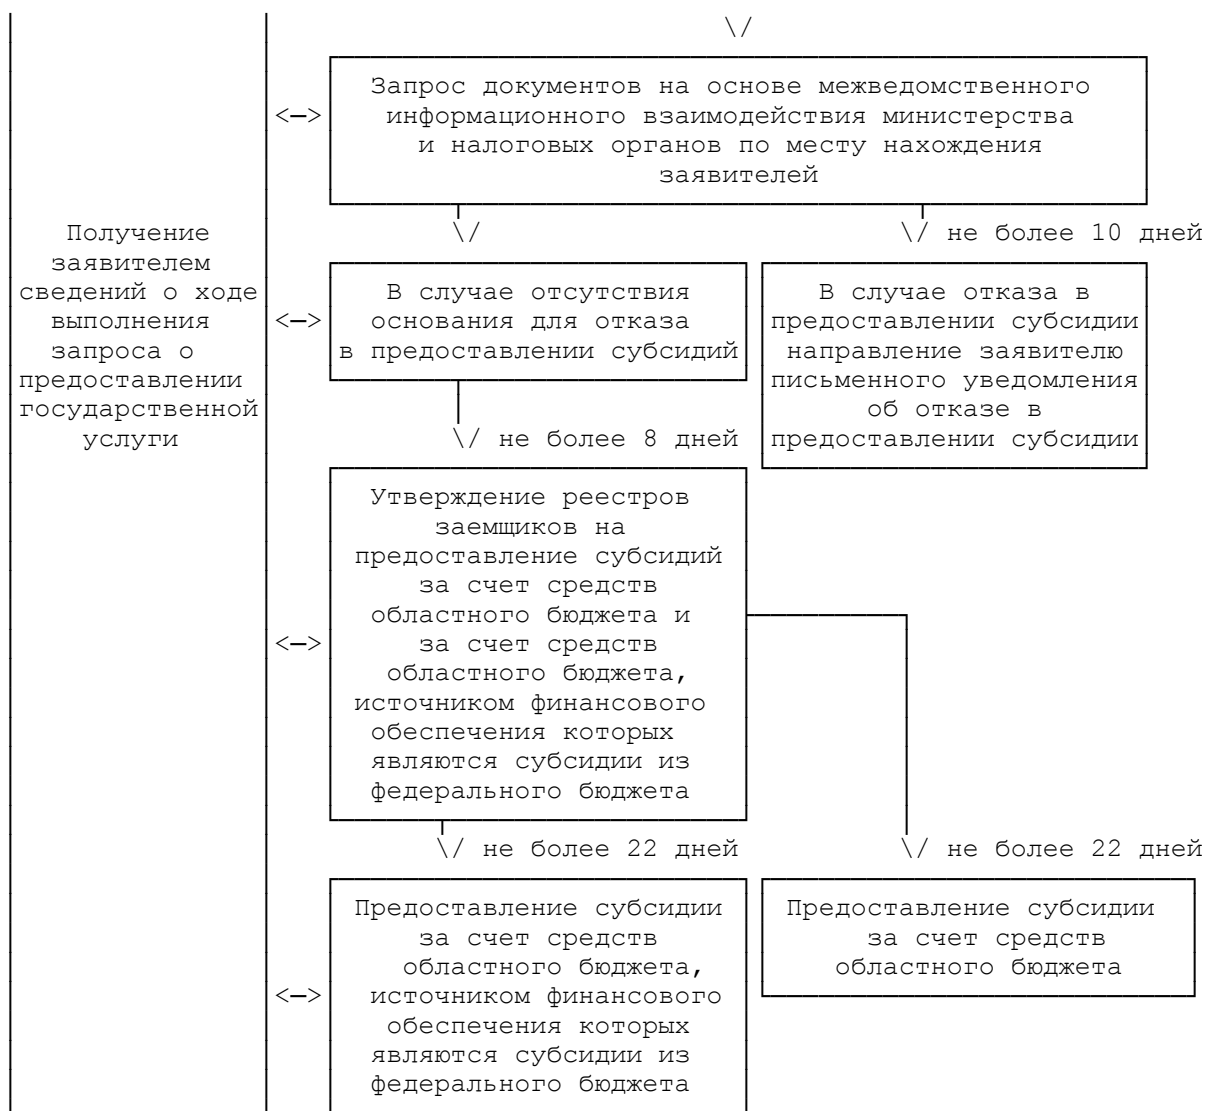 \/
Запрос документов на основе межведомственного
<—> информационного взаимодействия министерства
и налоговых органов по месту нахождения
заявителей
Получение
заявителем
сведений о ходе
выполнения
запроса о
предоставлении
государственной
услуги
\/
\/ не более 10 дней
В случае отсутствия
<—> основания для отказа
в предоставлении субсидий
В случае отказа в
предоставлении субсидии
направление заявителю
письменного уведомления
об отказе в
предоставлении субсидии
\/ не более 8 дней
Утверждение реестров
заемщиков на
предоставление субсидий
за счет средств
областного бюджета и
<—> за счет средств
областного бюджета,
источником финансового
обеспечения которых
являются субсидии из
федерального бюджета
\/ не более 22 дней
\/ не более 22 дней
Предоставление субсидии
за счет средств
областного бюджета,
<—> источником финансового
обеспечения которых
являются субсидии из
федерального бюджета
Предоставление субсидии
за счет средств
областного бюджета